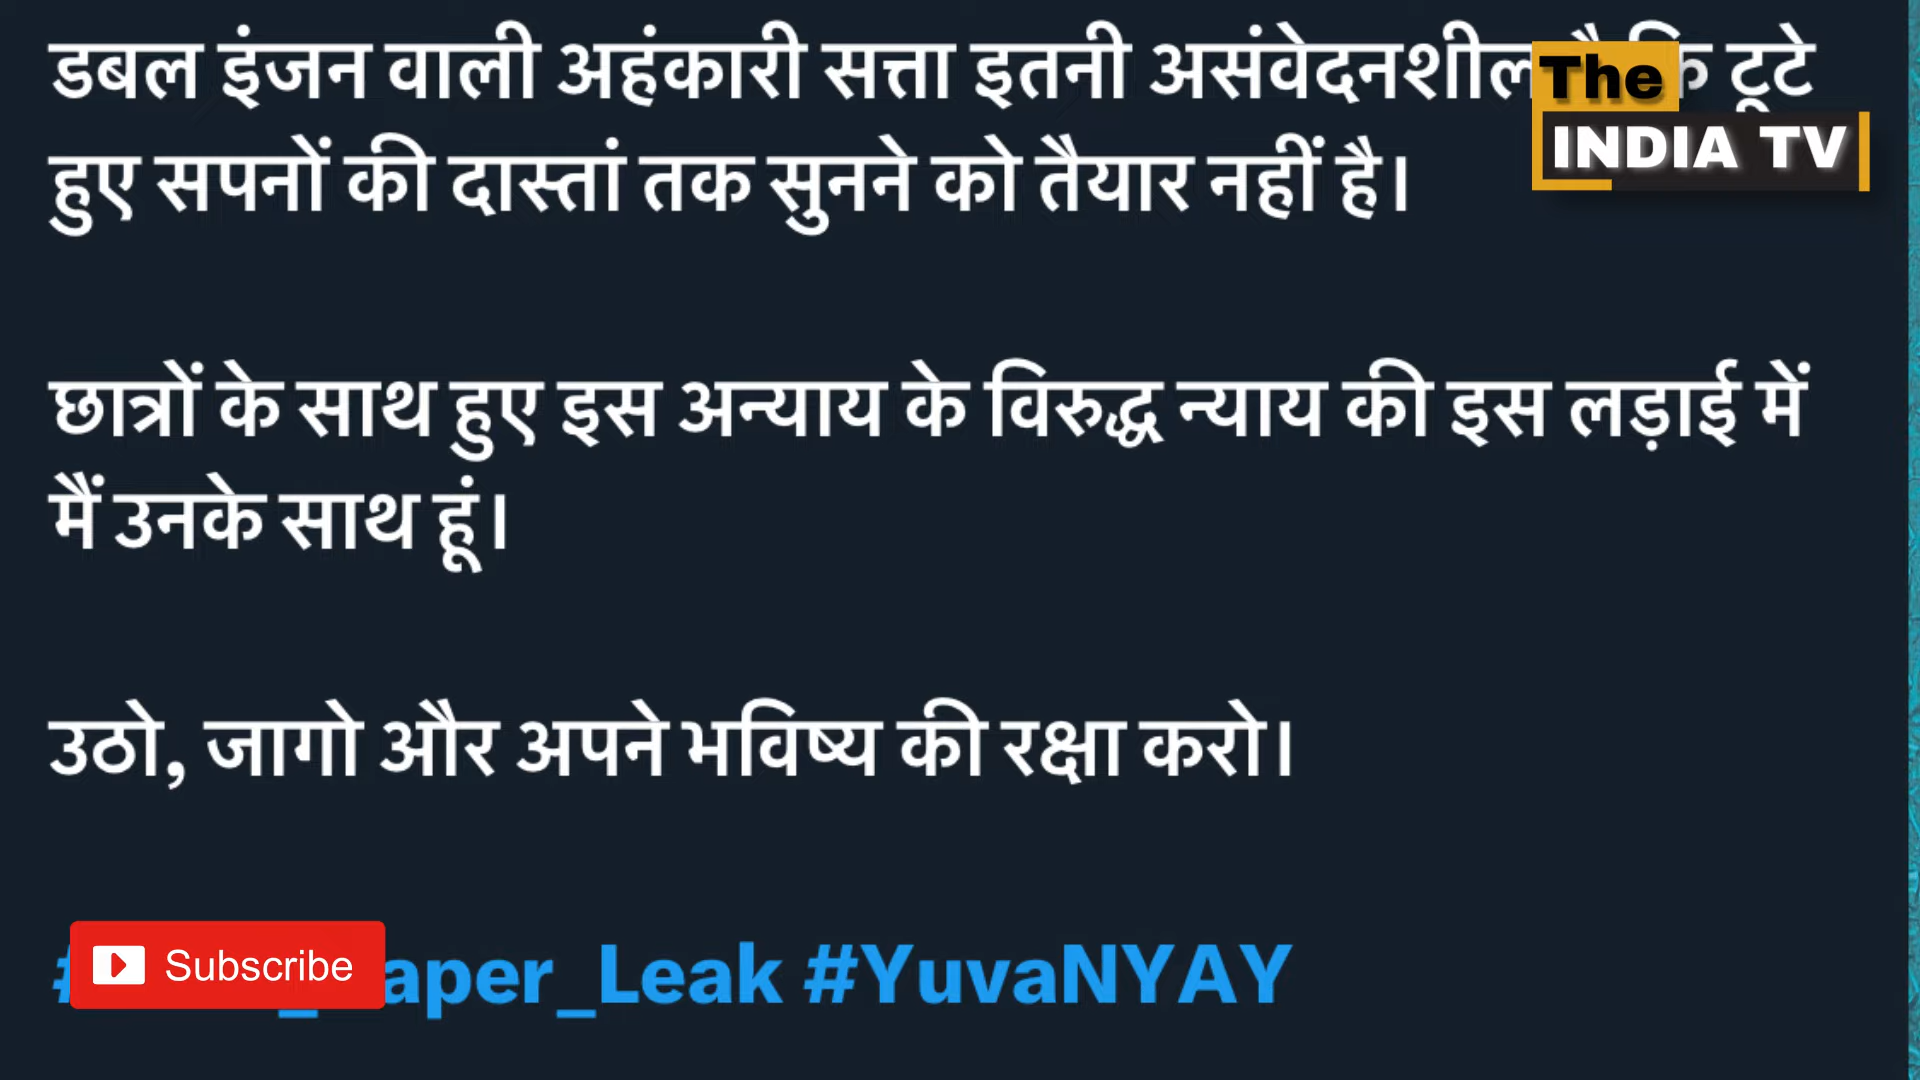 डबल इंजन वाली अहंकारी सत्ता इतनी असंवेदनशील टूटे
हुए सपनों की दास्तां तक सुनने को तैयार नहीं है।
The
INDIA TV
छात्रों के साथ हुए इस अन्याय के विरुद्ध न्याय की इस लड़ाई में
मैं उनके साथ हूं।
उठो, जागो और अपने भविष्य की रक्षा करो।
Subscribe
aper_Leak #YuvaNYAY